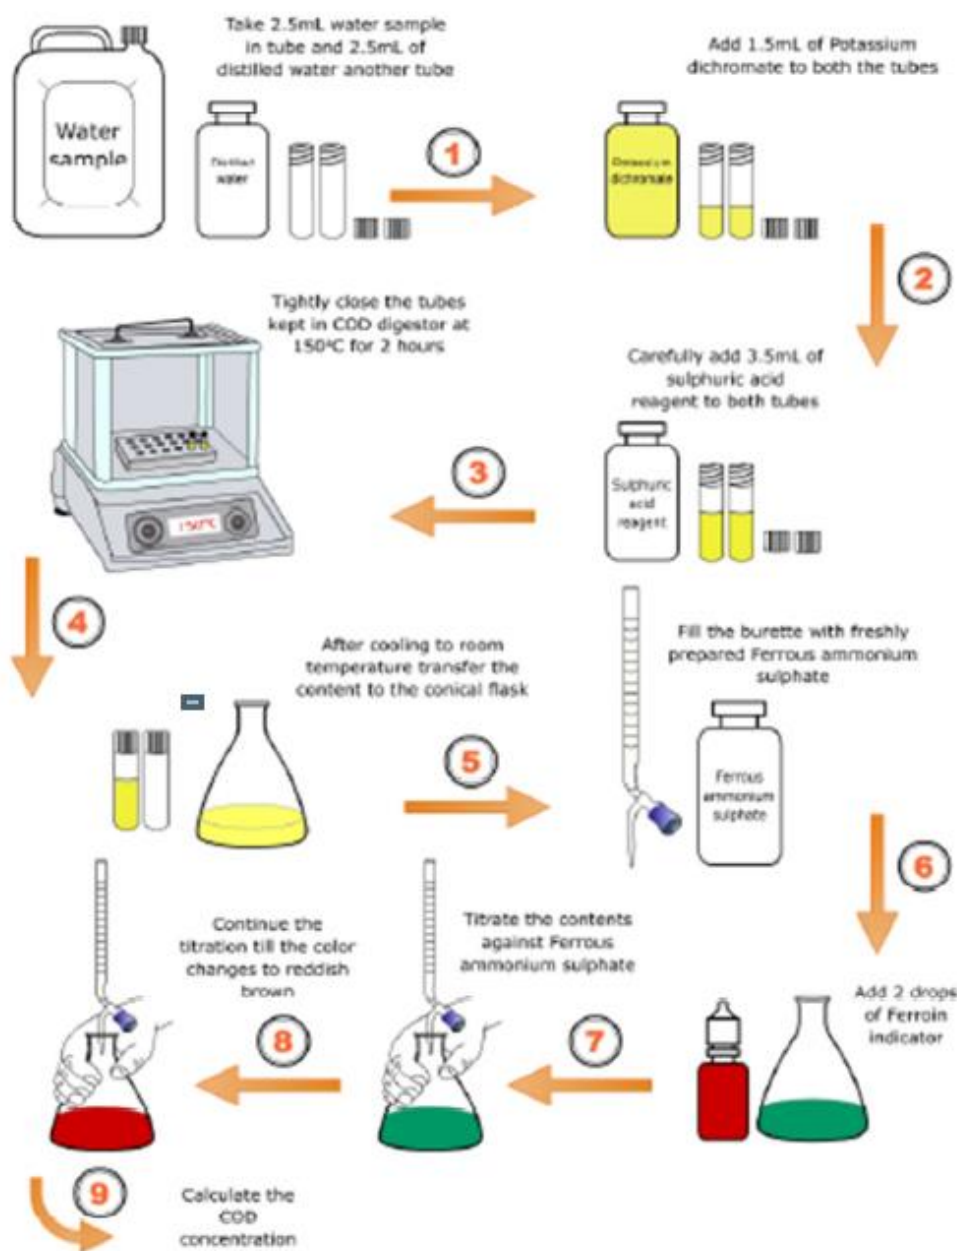 Take 2.5mL water sample
in tube and 2.5mL of
distilled water another tube
Water
sample
Distilled
water
1
Add 1.5mL of Potassium
dichromate to both the tubes
Potassium
dichromate
2
Carefully add 3.5mL of
sulphuric acid
reagent to both tubes
Sulphuric
acid
reagent
3
Tightly close the tubes
kept in COD digestor at
150°C for 2 hours
150°C
4
After cooling to room
temperature transfer the
content to the conical flask
5
Fill the burette with freshly
prepared Ferrous ammonium
sulphate
Ferrous
ammonium
sulphate
6
Add 2 drops
of Ferroin
indicator
7
Titrate the contents
against Ferrous
ammonium sulphate
8
Continue the
titration till the color
changes to reddish
brown
9
Calculate the
COD
concentration